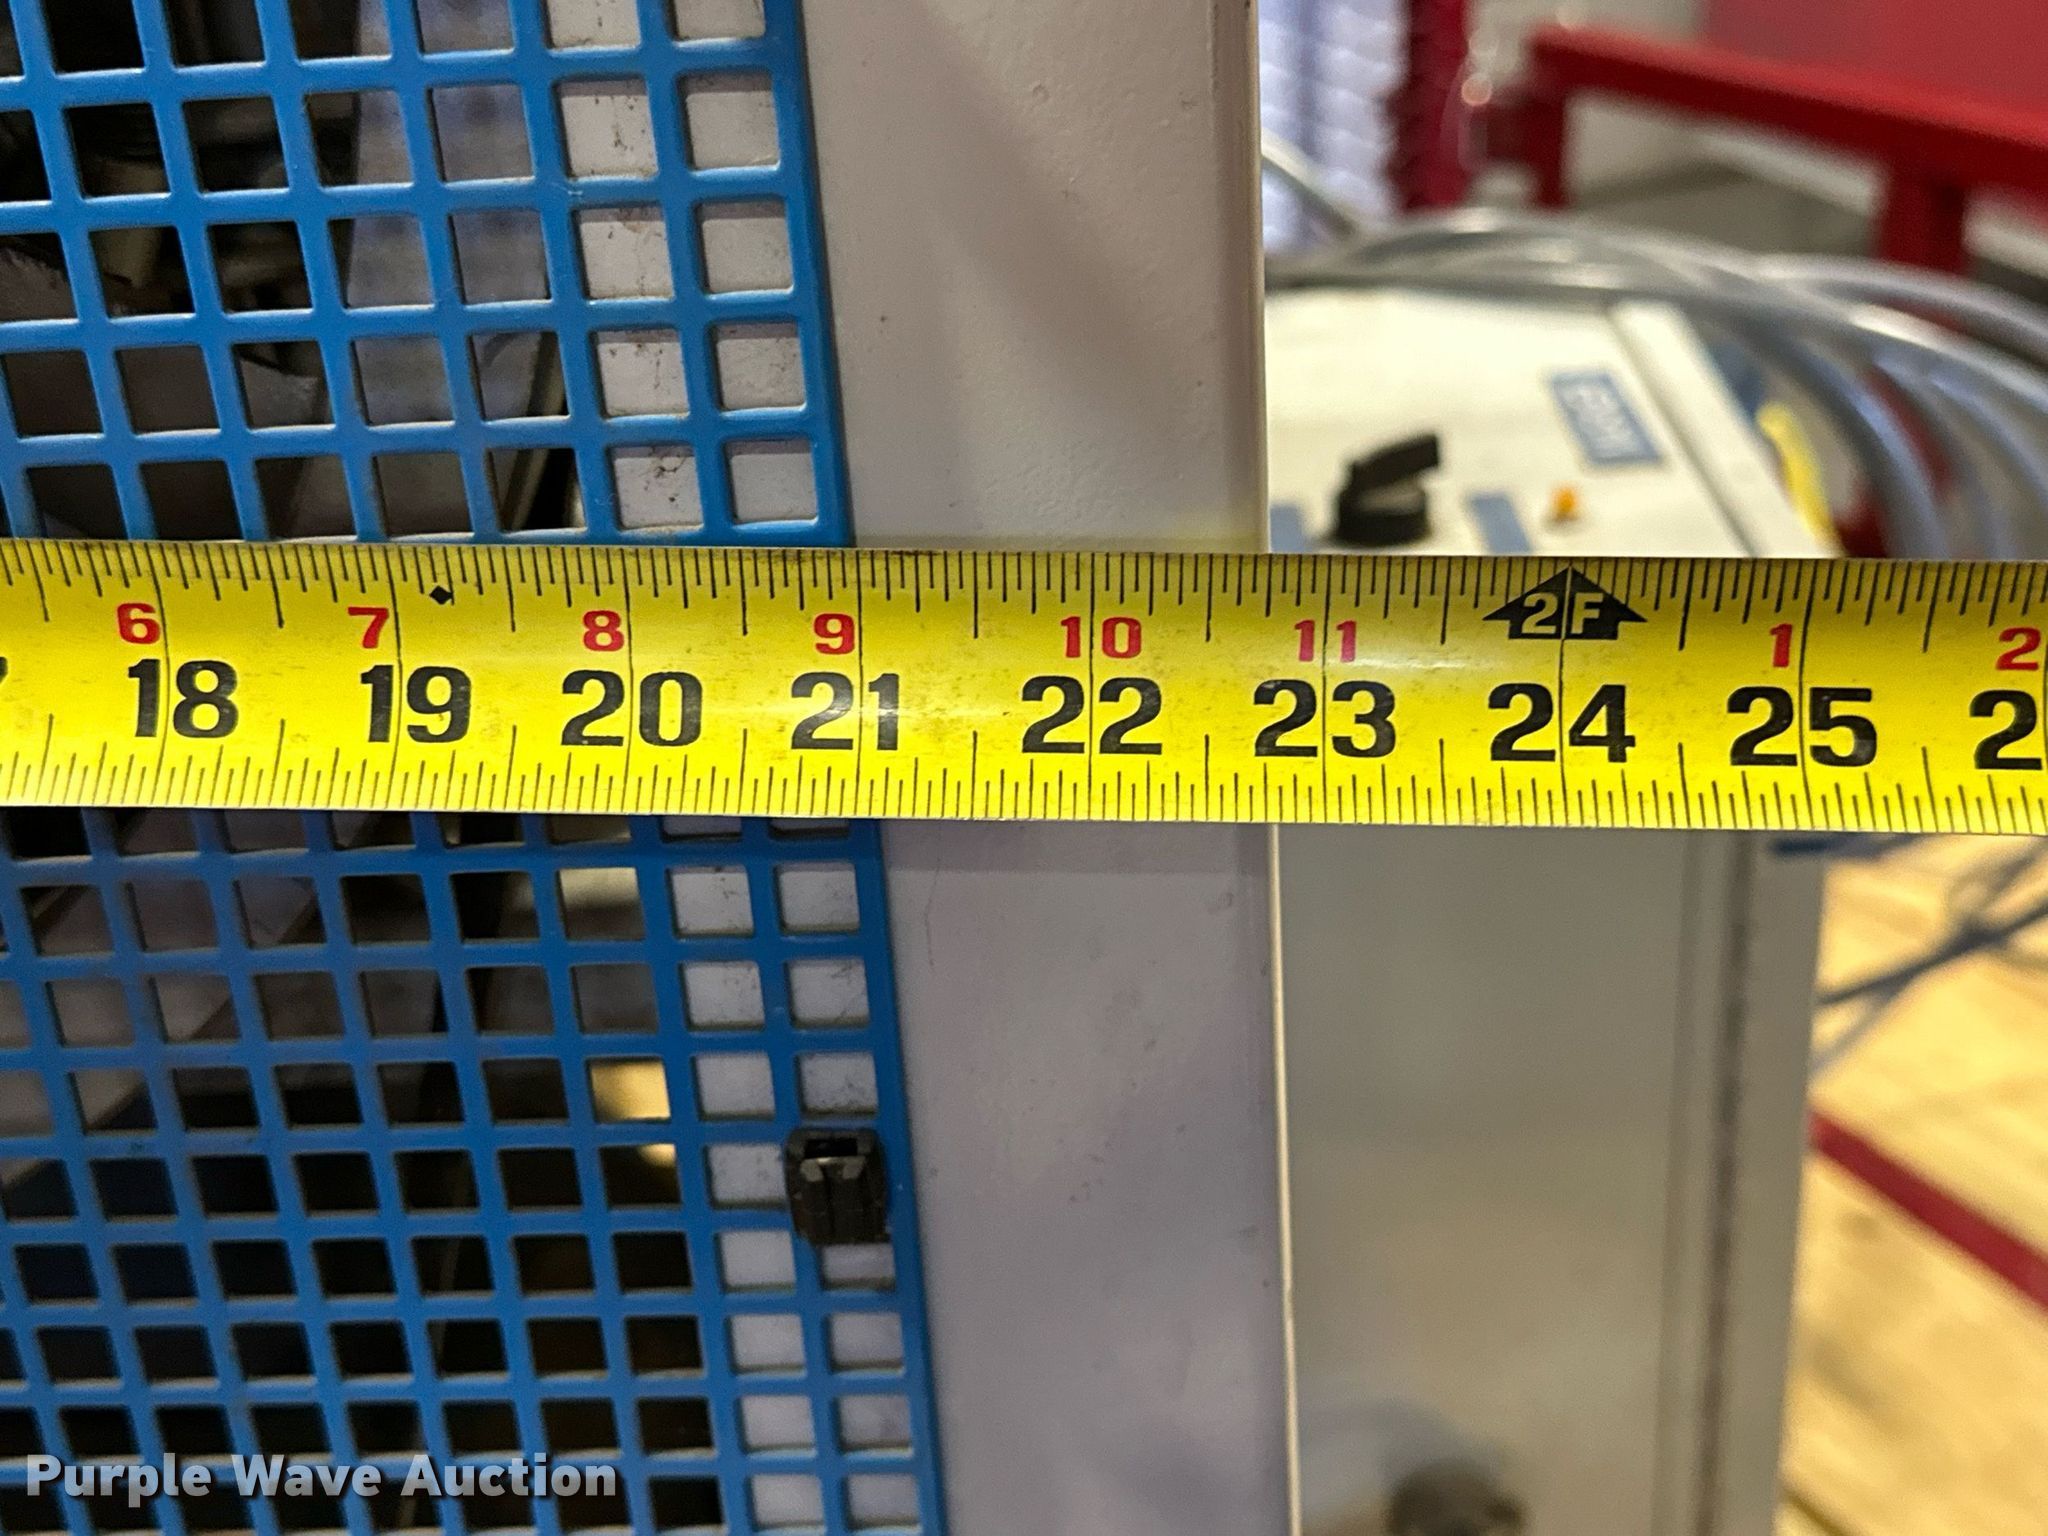 6 7 8 9 10 11 2F 1 2
18 19 20 21 22 23 24 25 2
Purple Wave Auction